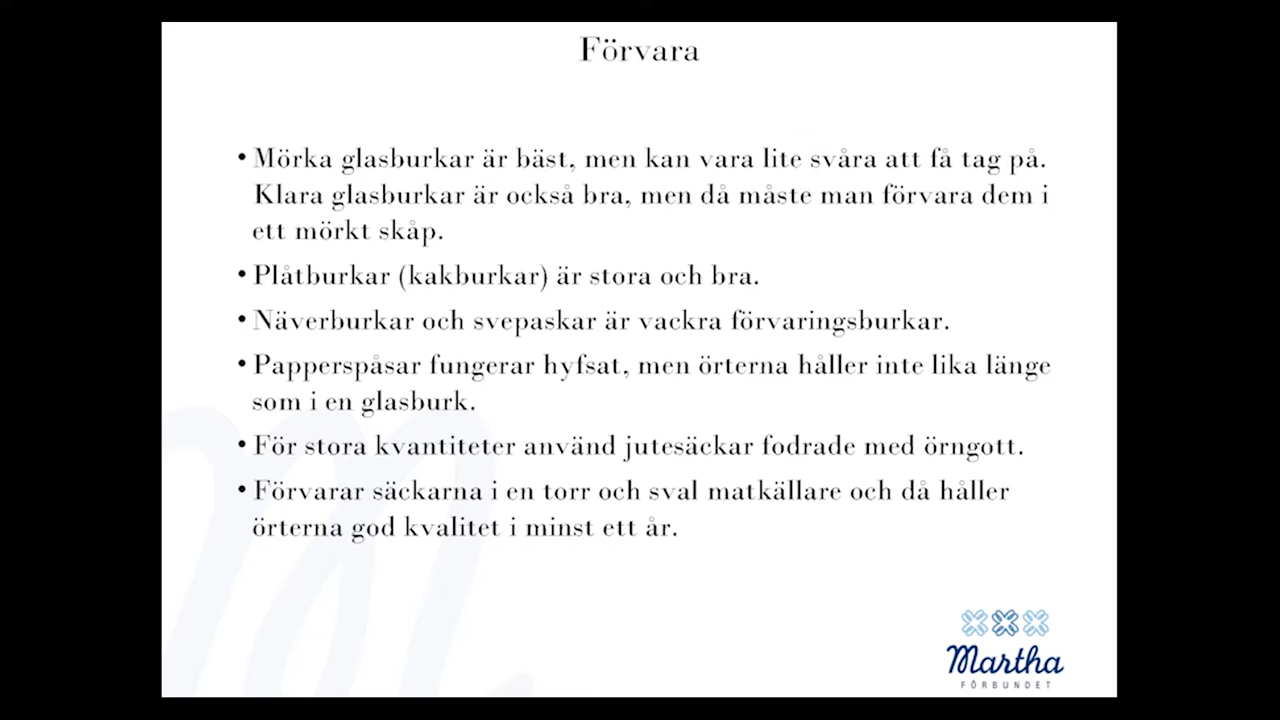 Förvara
• Mörka glasburkar är bäst, men kan vara lite svåra att få tag på.
Klara glasburkar är också bra, men då måste man förvara dem i
ett mörkt skåp.
• Plåtburkar (kakburkar) är stora och bra.
• Näverburkar och svepaskar är vackra förvaringsburkar.
• Papperspåsar fungerar hyfsat, men örterna håller inte lika länge
som i en glasburk.
• För stora kvantiteter använd jutesäckar fodrade med örngott.
• Förvarar säckarna i en torr och sval matkällare och då håller
örterna god kvalitet i minst ett år.
Martha
FÖRBUNDET